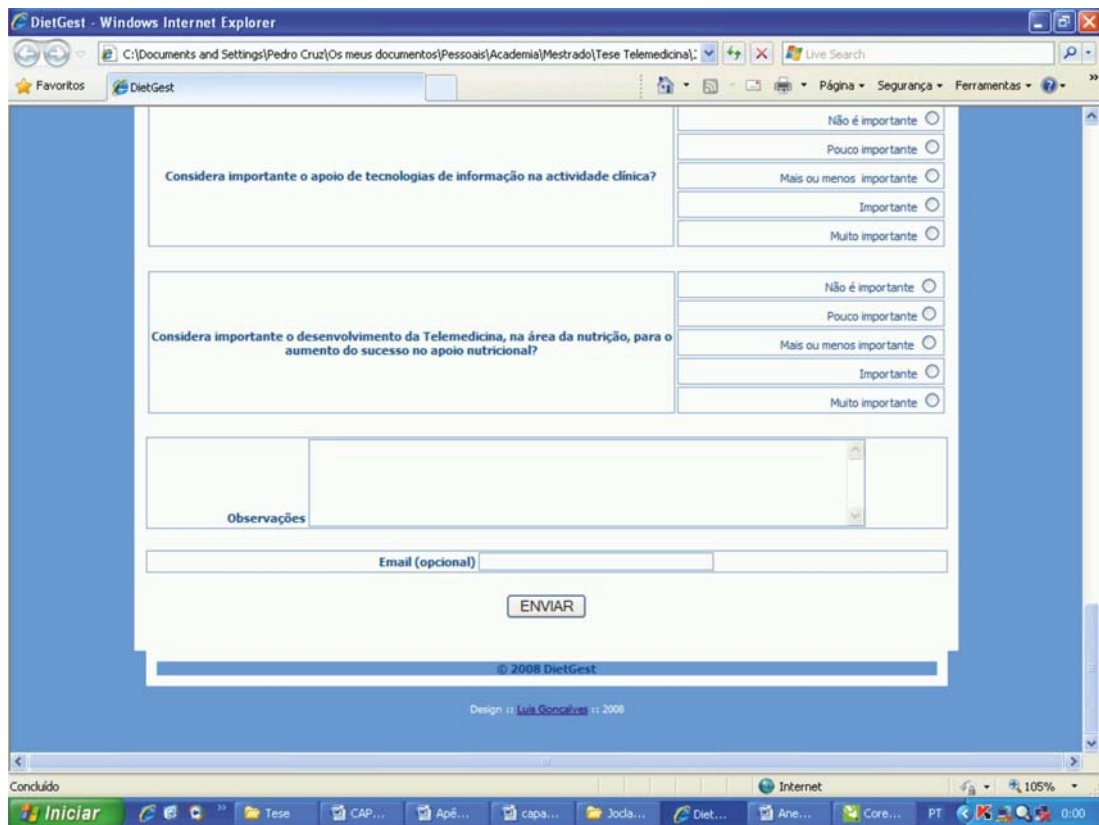 DietGest - Windows Internet Explorer
C:\Documents and Settings\Pedro Cruz\Os meus documentos\Pessoais\Academia\Mestrado\Tese Telemedicina\
Live Search
Favoritos
DietGest
Página
Segurança
Ferramentas
Não é importante
Pouco importante
Considera importante o apoio de tecnologias de informação na actividade clínica?
Mais ou menos importante
Importante
Muito importante
Não é importante
Pouco importante
Considera importante o desenvolvimento da Telemedicina, na área da nutrição, para o
aumento do sucesso no apoio nutricional?
Mais ou menos importante
Importante
Muito importante
Observações
Email (opcional)
ENVIAR
© 2008 DietGest
Design :: Luis Gonçalves :: 2008
Concluído
Internet
105%
Iniciar
Tese
CAP...
Apê...
capa...
Jocla...
Diet...
Ane...
Core...
PT
0:00